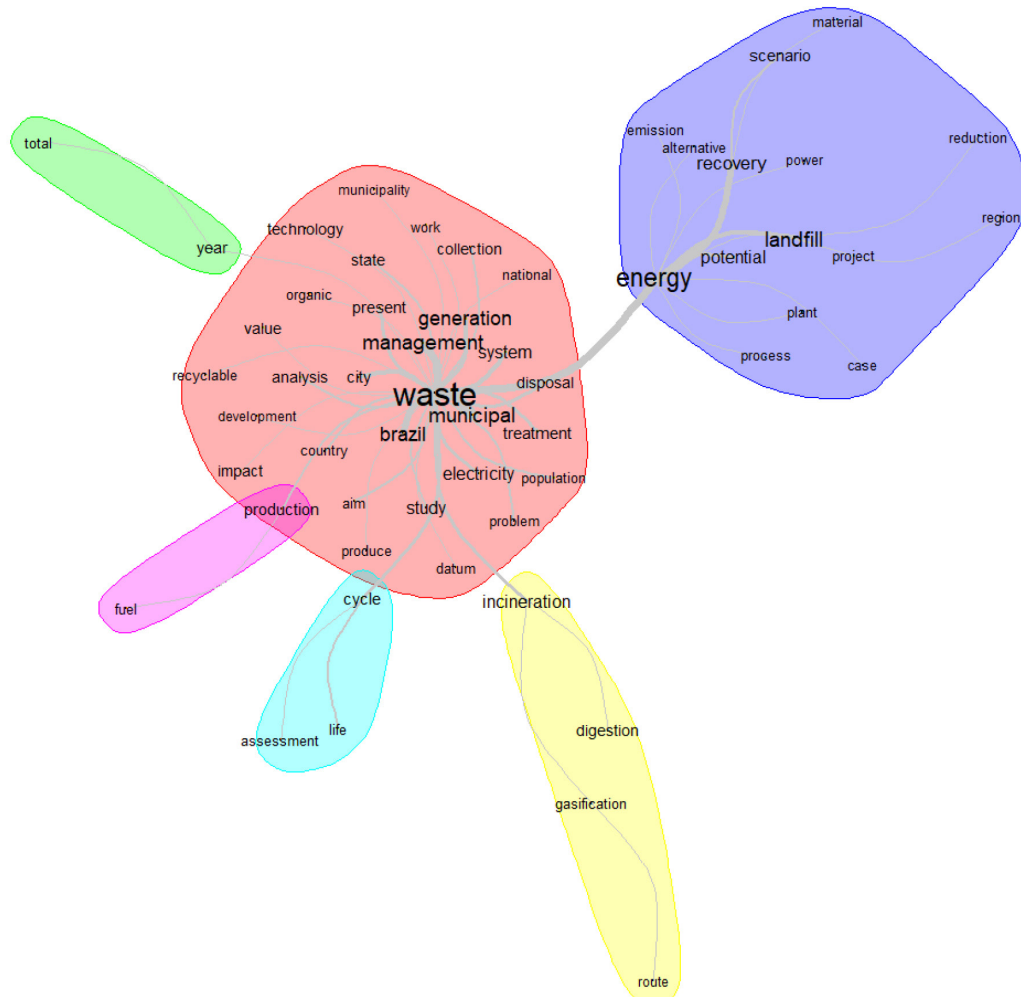 material
scenario
emission
alternative
recovery
power
reduction
region
landfill
potential
project
energy
plant
process
case
total
year
municipality
technology
work
collection
state
national
organic
present
generation
value
management
system
recyclable
analysis
city
disposal
waste
development
municipal
brazil
treatment
country
impact
electricity
population
aim
study
problem
produce
datum
production
fuel
cycle
assessment
life
incineration
digestion
gasification
route